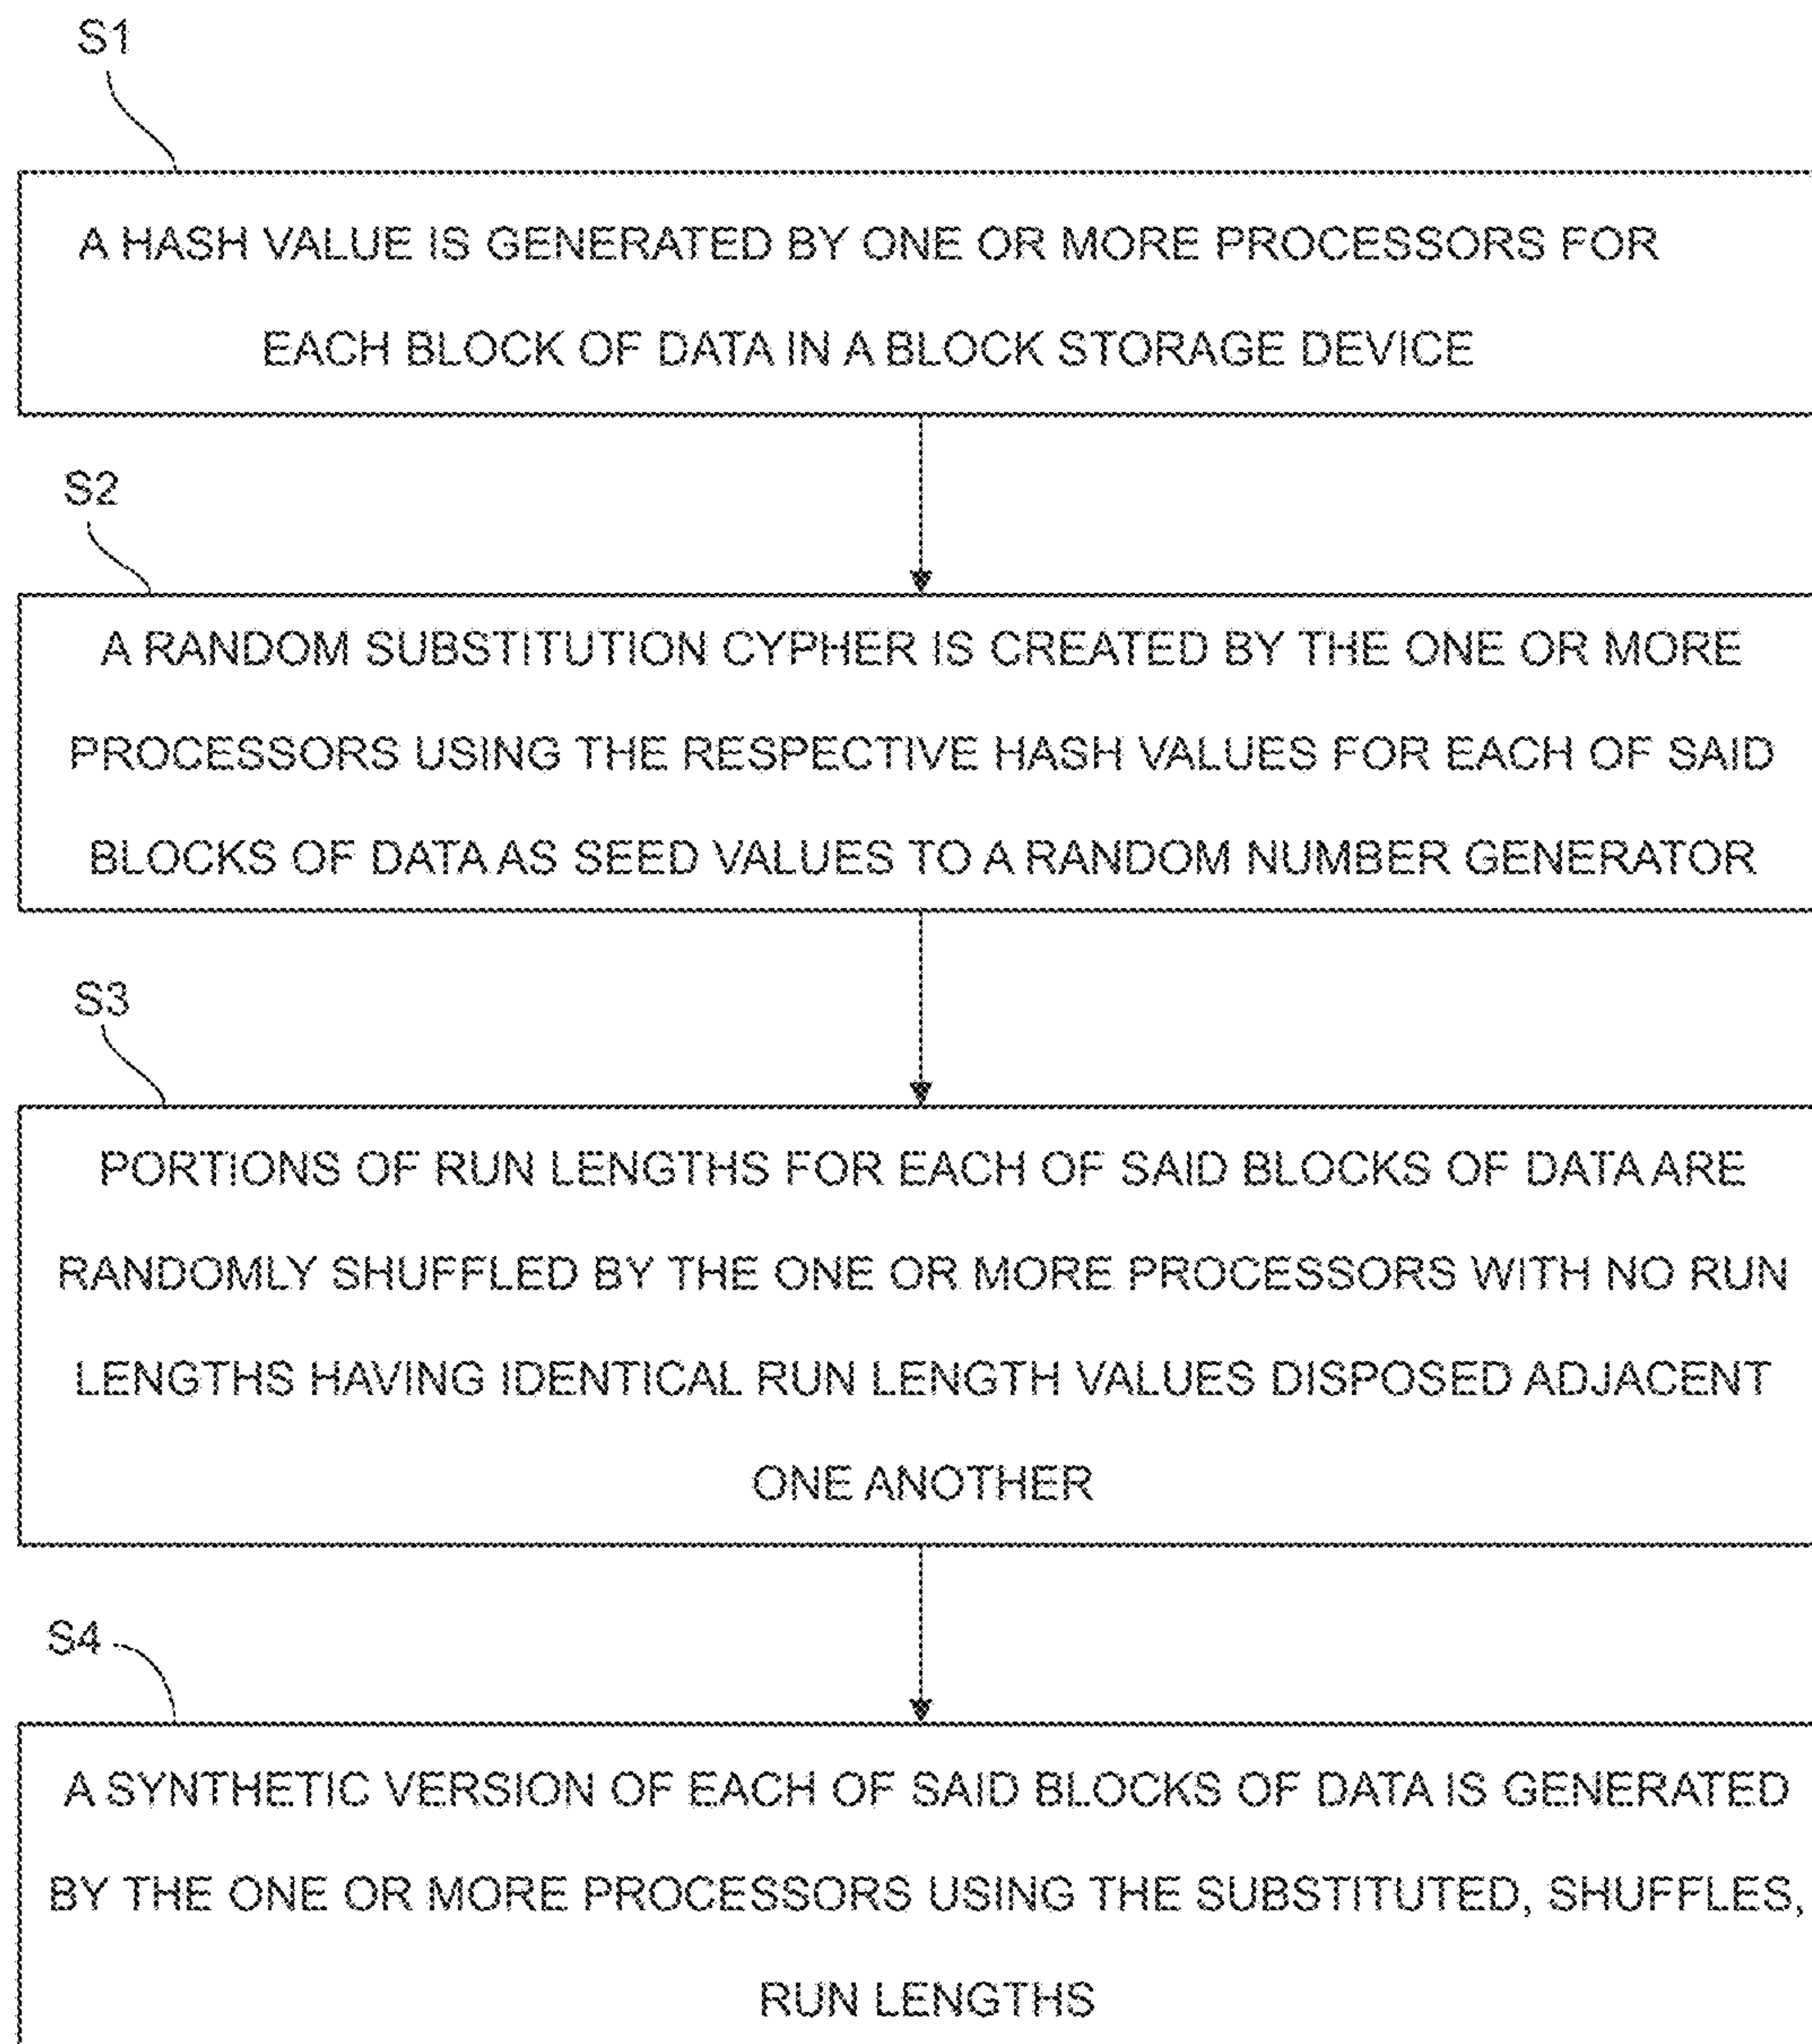 S1
A HASH VALUE IS GENERATED BY ONE OR MORE PROCESSORS FOR
EACH BLOCK OF DATA IN A BLOCK STORAGE DEVICE
S2
A RANDOM SUBSTITUTION CYPHER IS CREATED BY THE ONE OR MORE
PROCESSORS USING THE RESPECTIVE HASH VALUES FOR EACH OF SAID
BLOCKS OF DATA AS SEED VALUES TO A RANDOM NUMBER GENERATOR
S3
PORTIONS OF RUN LENGTHS FOR EACH OF SAID BLOCKS OF DATA ARE
RANDOMLY SHUFFLED BY THE ONE OR MORE PROCESSORS WITH NO RUN
LENGTHS HAVING IDENTICAL RUN LENGTH VALUES DISPOSED ADJACENT
ONE ANOTHER
S4
A SYNTHETIC VERSION OF EACH OF SAID BLOCKS OF DATA IS GENERATED
BY THE ONE OR MORE PROCESSORS USING THE SUBSTITUTED, SHUFFLES,
RUN LENGTHS